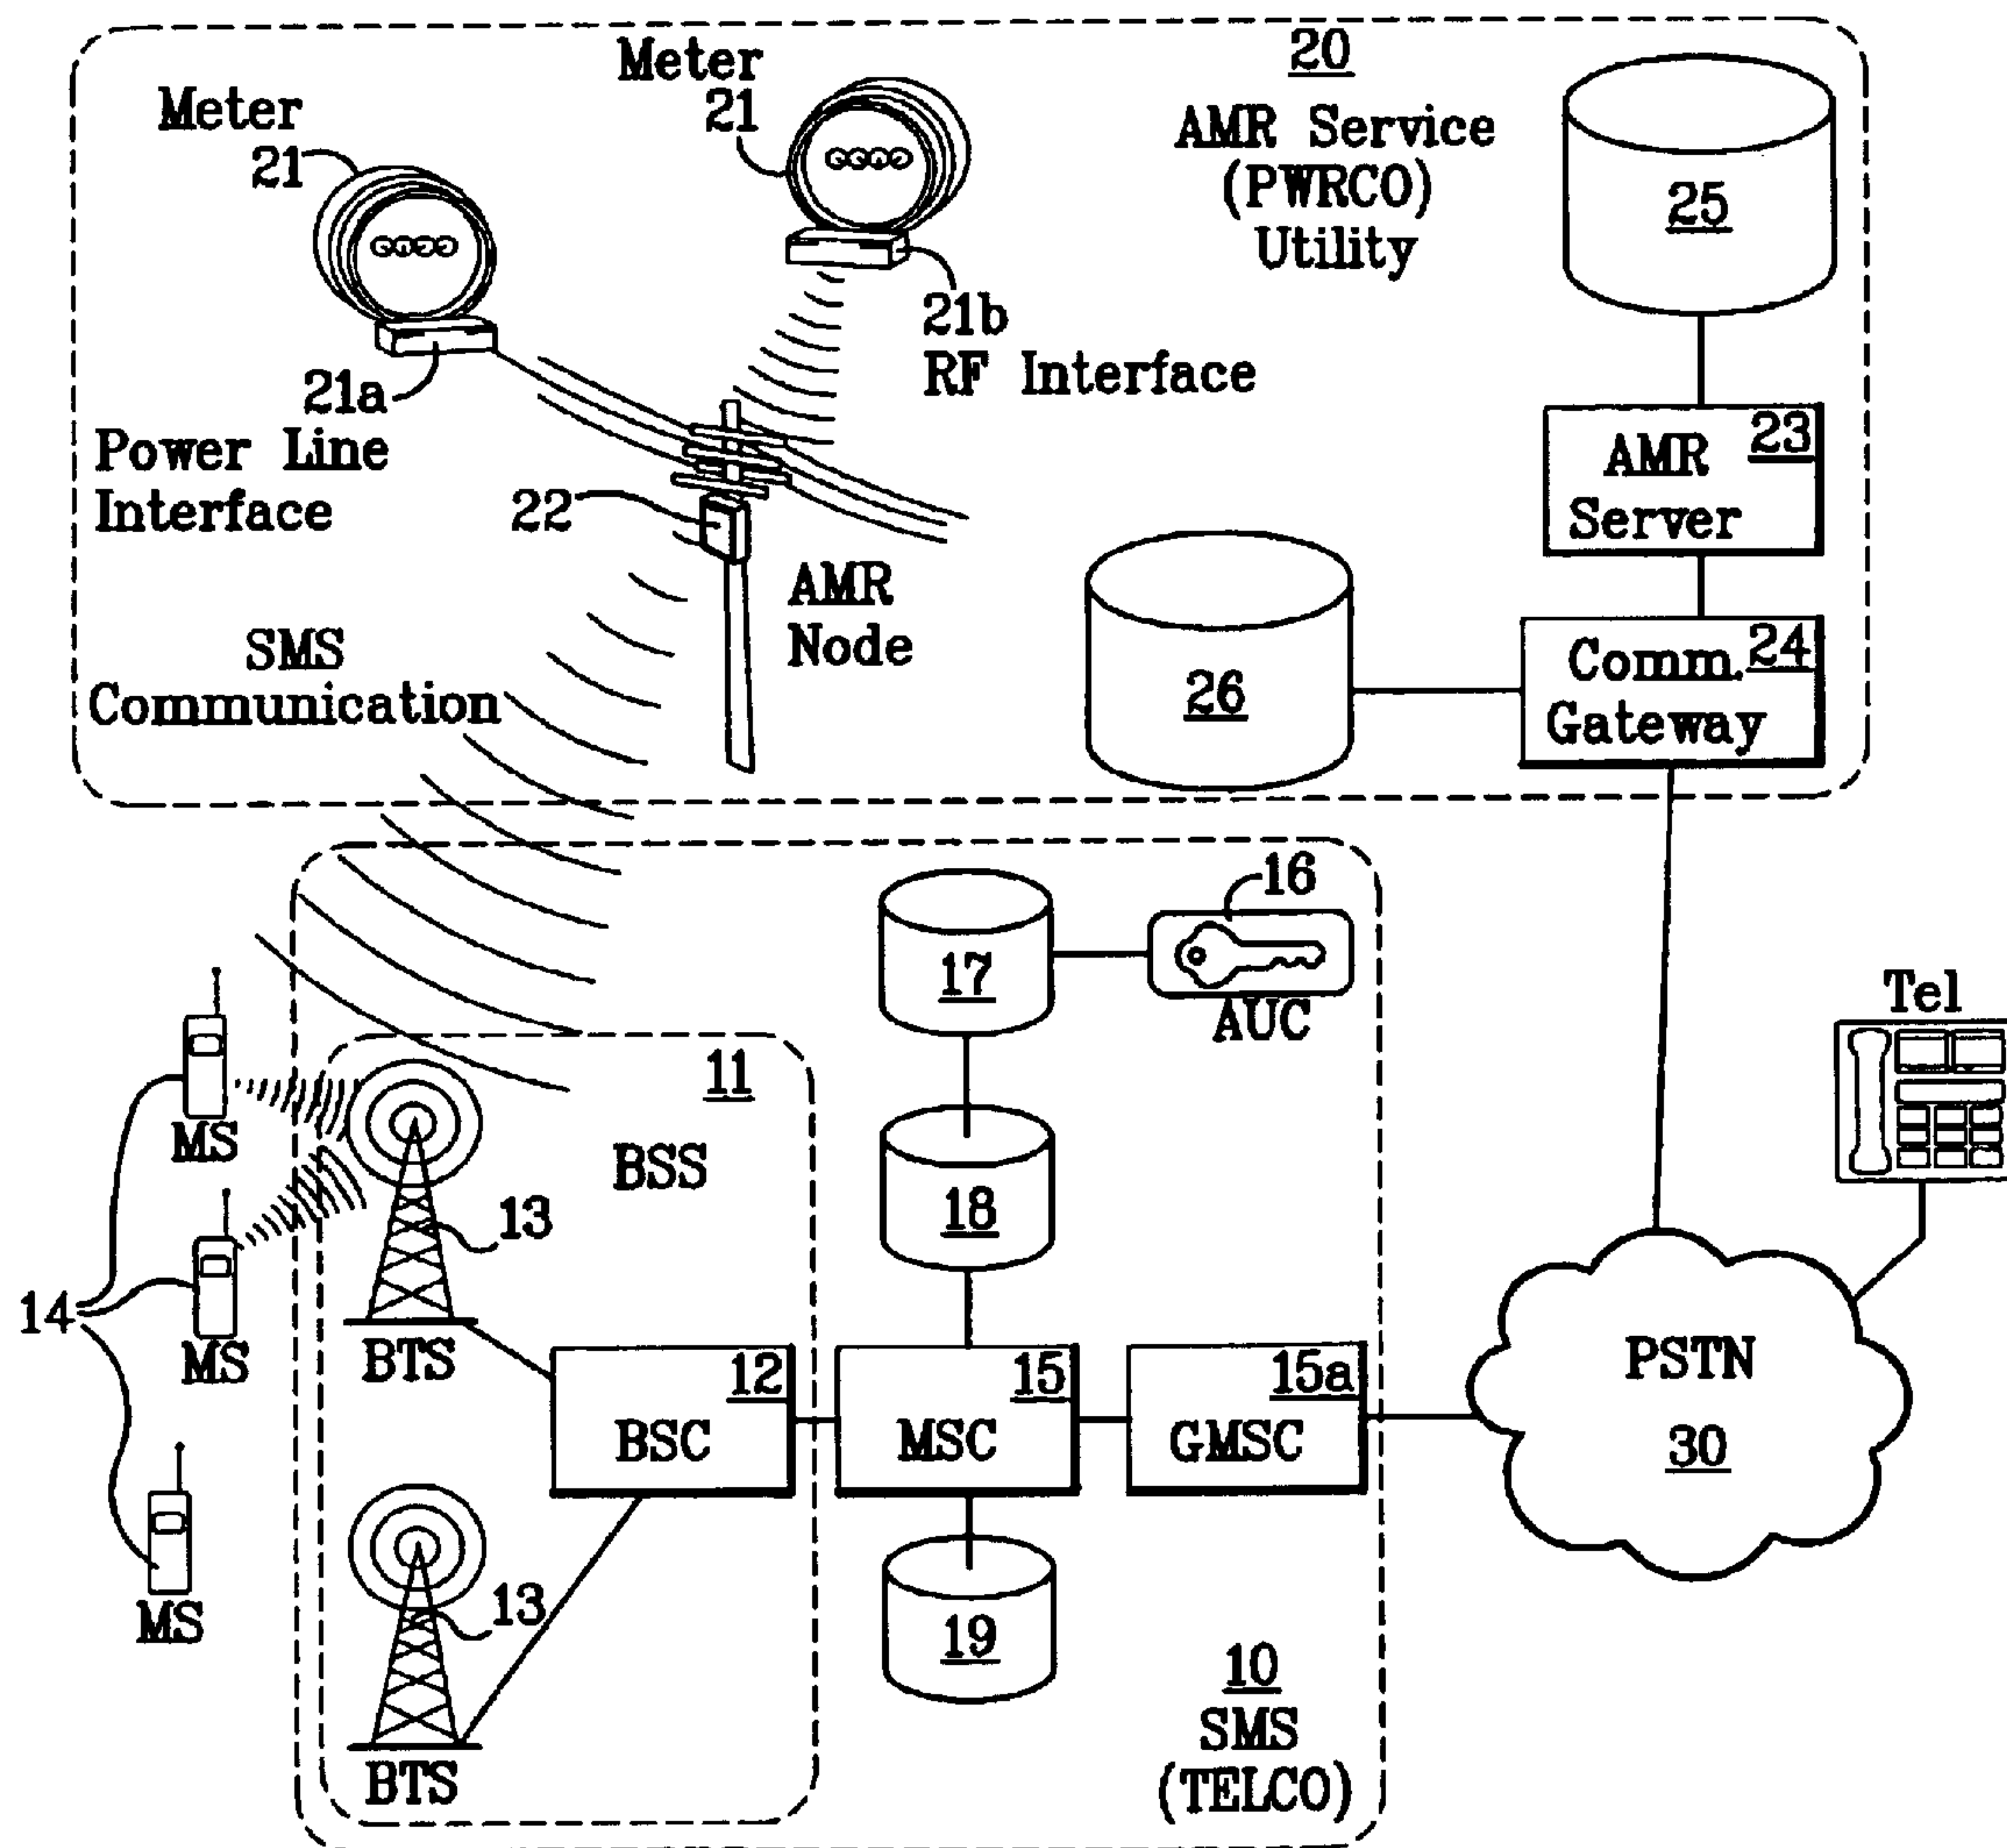 20
AMR Service
(PWRCO)
Utility
Meter
21
Meter
21
25
21a
Power Line
Interface
21b
RF Interface
22
AMR
Node
SMS
Communication
23
AMR
Server
24
Comm.
Gateway
26
16
AUC
17
18
11
BSS
MS
MS
MS
14
13
BTS
13
BTS
12
BSC
15
MSC
15a
GMSC
19
10
SMS
(TELCO)
Tel
PSTN
30